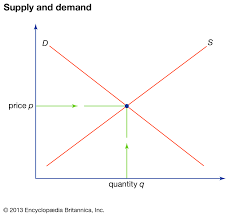 Supply and demand
D
S
price p
quantity q
© 2013 Encyclopædia Britannica, Inc.